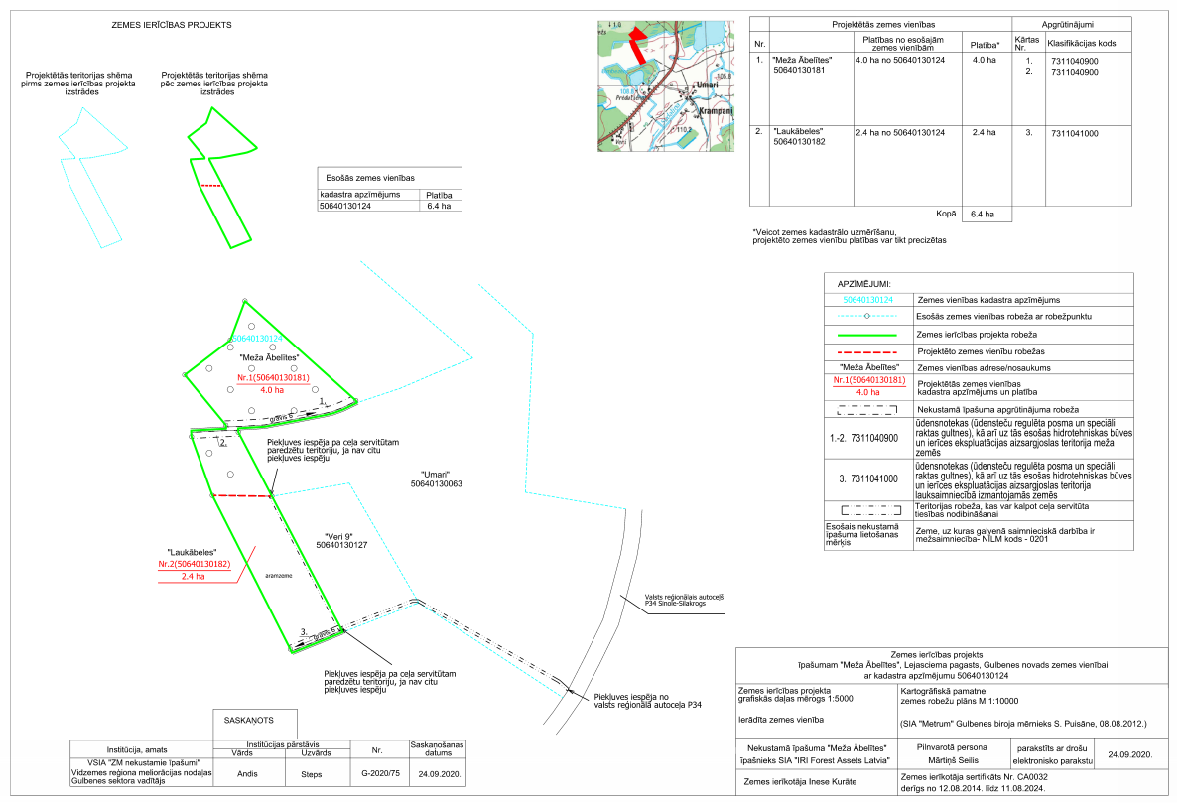 ZEMES IERĪCĪBAS PROJEKTS
Projektētās teritorijas shēma
pirms zemes ierīcības projekta
izstrādes
Projektētās teritorijas shēma
pēc zemes ierīcības projekta
izstrādes
Esošās zemes vienības
kadastra apzīmējums Platība
50640130124 6.4 ha
Umari
Krampāni
Projektētās zemes vienības Apgrūtinājumi
Nr. Platības no esošajām
zemes vienībām Platība* Kārtas
Nr. Klasifikācijas kods
1. "Meža Ābelītes"
50640130181 4.0 ha no 50640130124 4.0 ha 1. 7311040900
2. 7311040900
2. "Laukābeles"
50640130182 2.4 ha no 50640130124 2.4 ha 3. 7311041000
Kopā 6.4 ha
*Veicot zemes kadastrālo uzmērīšanu,
projektēto zemes vienību platības var tikt precizētas
50640130124
"Meža Ābelītes"
Nr.1(50640130181)
4.0 ha
1.
grāvis 6
2.
Piekļuves iespēja pa ceļa servitūtam
paredzētu teritoriju, ja nav citu
piekļuves iespēju
"Umari"
50640130063
"Veri 9"
50640130127
"Laukābeles"
Nr.2(50640130182)
2.4 ha
aramzeme
3.
grāvis 6
Piekļuves iespēja pa ceļa servitūtam
paredzētu teritoriju, ja nav citu
piekļuves iespēju
Valsts reģionālais autoceļš
P34 Sinole-Silakrogs
Piekļuves iespēja no
valsts reģionālā autoceļa P34
APZĪMĒJUMI:
50640130124 Zemes vienības kadastra apzīmējums
Esošās zemes vienības robeža ar robežpunktu
Zemes ierīcības projekta robeža
Projektēto zemes vienību robežas
"Meža Ābelītes" Zemes vienības adrese/nosaukums
Nr.1(50640130181)
4.0 ha Projektētās zemes vienības
kadastra apzīmējums un platība
Nekustamā īpašuma apgrūtinājuma robeža
1.-2. 7311040900 ūdensnotekas (ūdensteču regulēta posma un speciāli
raktas gultnes), kā arī uz tās esošas hidrotehniskas būves
un ierīces ekspluatācijas aizsargjoslas teritorija meža
zemēs
3. 7311041000 ūdensnotekas (ūdensteču regulēta posma un speciāli
raktas gultnes), kā arī uz tās esošas hidrotehniskas būves
un ierīces ekspluatācijas aizsargjoslas teritorija
lauksaimniecībā izmantojamās zemēs
Teritorijas robeža, kas var kalpot ceļa servitūta
tiesības nodibināšanai
Esošais nekustamā
īpašuma lietošanas
mērķis Zeme, uz kuras galvenā saimnieciskā darbība ir
mežsaimniecība- NĪLM kods - 0201
Zemes ierīcības projekts
īpašumam "Meža Ābelītes", Lejasciema pagasts, Gulbenes novads zemes vienībai
ar kadastra apzīmējumu 50640130124
Zemes ierīcības projekta
grafiskās daļas mērogs 1:5000
Ierādīta zemes vienība
Kartogrāfiskā pamatne
zemes robežu plāns M 1:10000
(SIA "Metrum" Gulbenes biroja mērnieks S. Puisāne, 08.08.2012.)
Nekustamā īpašuma "Meža Ābelītes"
īpašnieks SIA "IRI Forest Assets Latvia" Pilnvarotā persona
Mārtiņš Seilis parakstīts ar drošu
elektronisko parakstu 24.09.2020.
Zemes ierīkotāja Inese Kurāte Zemes ierīkotāja sertifikāts Nr. CA0032
derīgs no 12.08.2014. līdz 11.08.2024.
SASKAŅOTS
Institūcija, amats Institūcijas pārstāvis
Vārds Uzvārds Nr. Saskaņošanas
datums
VSIA "ZM nekustamie īpašumi"
Vidzemes reģiona meliorācijas nodaļas
Gulbenes sektora vadītājs Andis Steps G-2020/75 24.09.2020.